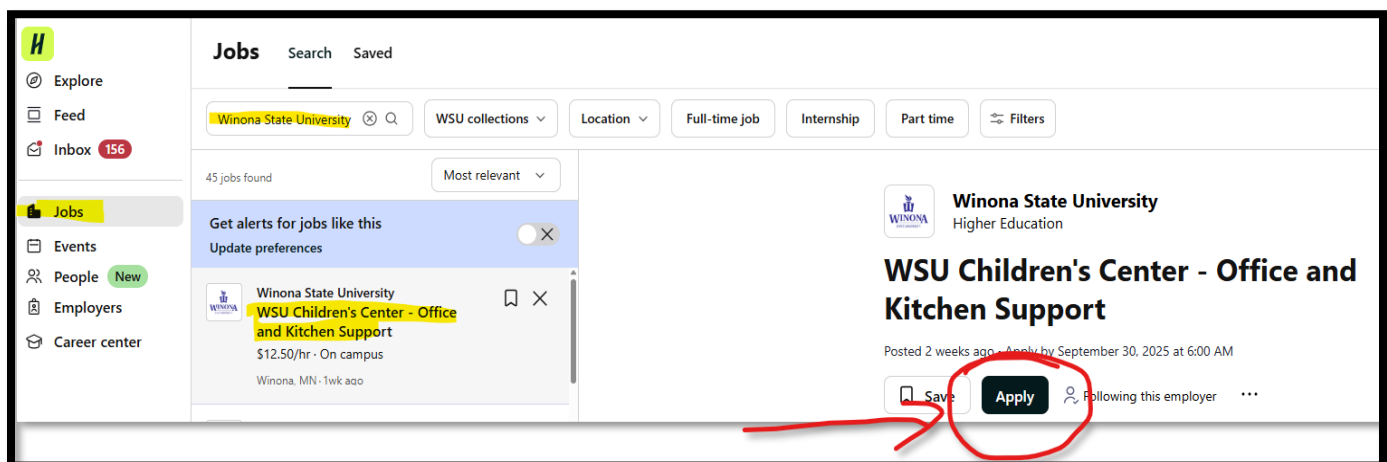 H
Explore
Feed
Inbox 156
Jobs
Events
People New
Employers
Career center
Jobs Search Saved
Winona State University WSU collections Location Full-time job Internship Part time Filters
45 jobs found Most relevant
Get alerts for jobs like this
Update preferences
WINONA
Winona State University
WSU Children's Center - Office
and Kitchen Support
$12.50/hr · On campus
Winona, MN · 1wk ago
WINONA
Winona State University
Higher Education
WSU Children's Center - Office and
Kitchen Support
Posted 2 weeks ago · Apply by September 30, 2025 at 6:00 AM
Save Apply Following this employer ...